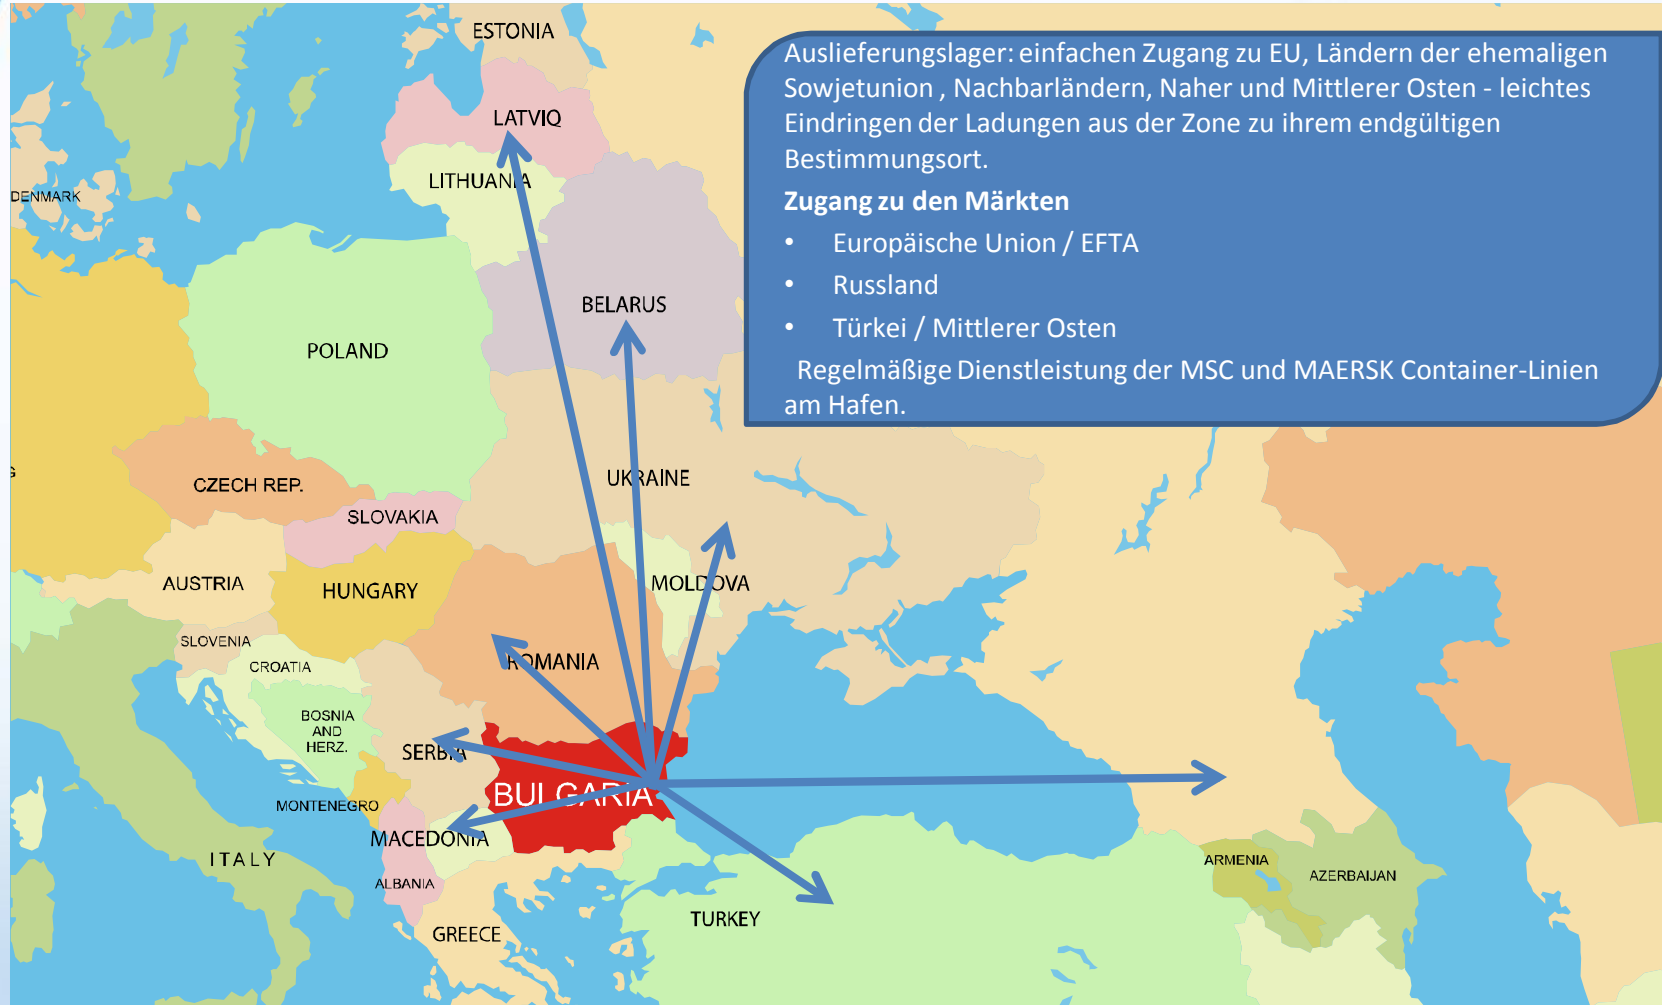 ESTONIA
LATVIQ
LITHUANIA
DENMARK
BELARUS
POLAND
UKRAINE
CZECH REP.
SLOVAKIA
AUSTRIA
HUNGARY
MOLDOVA
SLOVENIA
CROATIA
ROMANIA
BOSNIA
AND
HERZ.
SERBIA
BULGARIA
MONTENEGRO
MACEDONIA
ITALY
ALBANIA
GREECE
TURKEY
ARMENIA
AZERBAIJAN
Auslieferungslager: einfachen Zugang zu EU, Ländern der ehemaligen
Sowjetunion , Nachbarländern, Naher und Mittlerer Osten - leichtes
Eindringen der Ladungen aus der Zone zu ihrem endgültigen
Bestimmungsort.
Zugang zu den Märkten
• Europäische Union / EFTA
• Russland
• Türkei / Mittlerer Osten
Regelmäßige Dienstleistung der MSC und MAERSK Container-Linien
am Hafen.